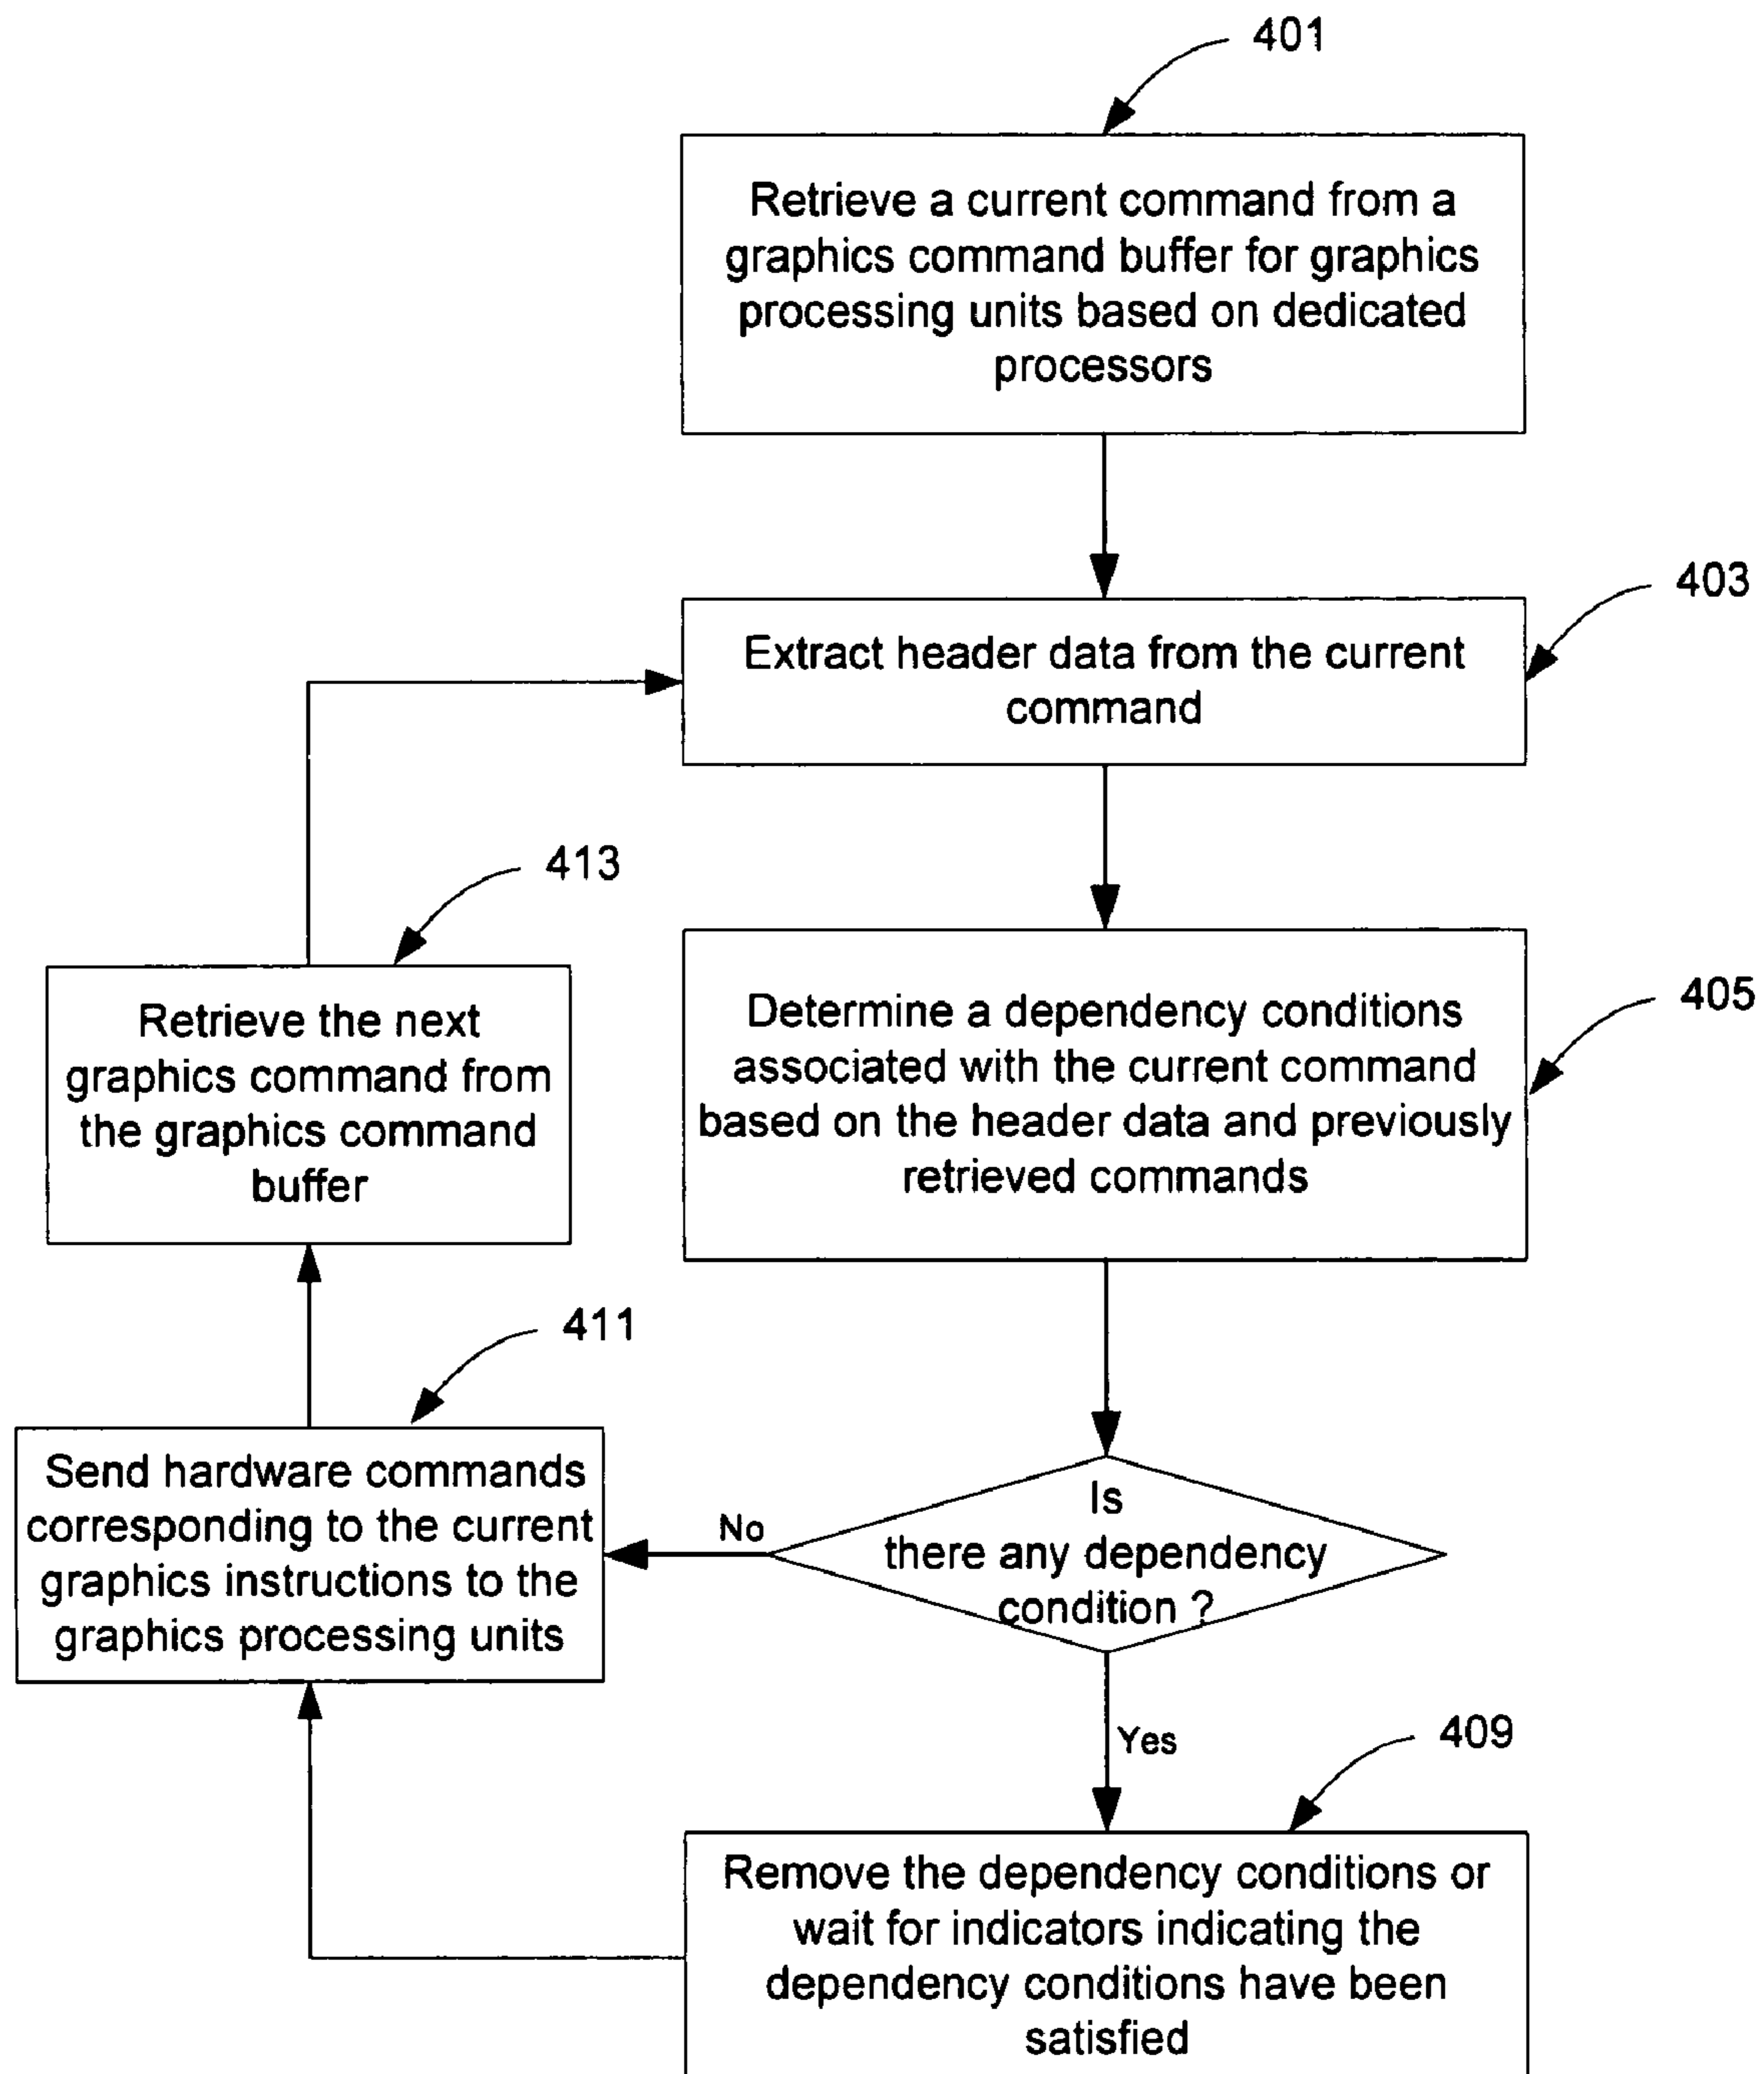 401
Retrieve a current command from a
graphics command buffer for graphics
processing units based on dedicated
processors
403
Extract header data from the current
command
413
Retrieve the next
graphics command from
the graphics command
buffer
405
Determine a dependency conditions
associated with the current command
based on the header data and previously
retrieved commands
411
Send hardware commands
corresponding to the current
graphics instructions to the
graphics processing units
No
Is
there any dependency
condition ?
Yes
409
Remove the dependency conditions or
wait for indicators indicating the
dependency conditions have been
satisfied